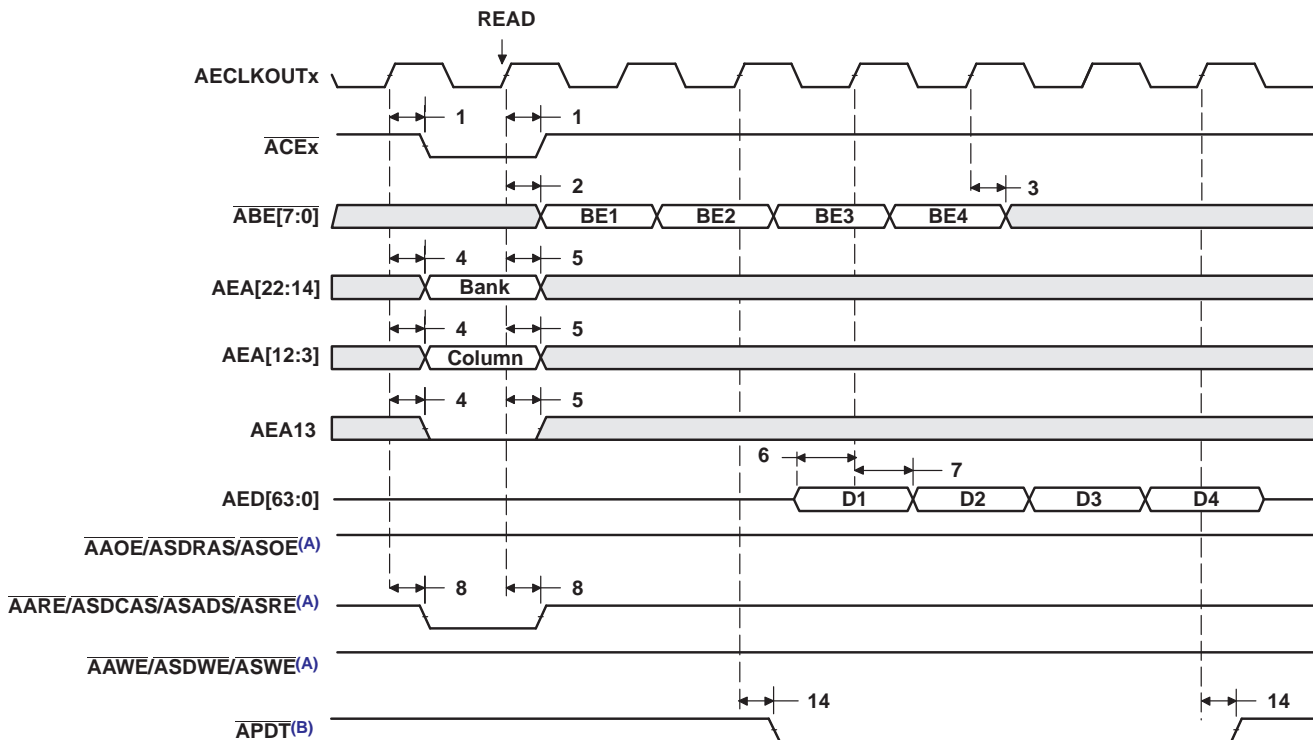 READ
AECLKOUTx
1 1
ACEx
2 3
ABE[7:0] BE1 BE2 BE3 BE4
4 5
AEA[22:14] Bank
4 5
AEA[12:3] Column
4 5
AEA13
6 7
AED[63:0] D1 D2 D3 D4
AAOE/ASDRAS/ASOE(A)
8 8
AARE/ASDCAS/ASADS/ASRE(A)
AAWE/ASDWE/ASWE(A)
14 14
APDT(B)